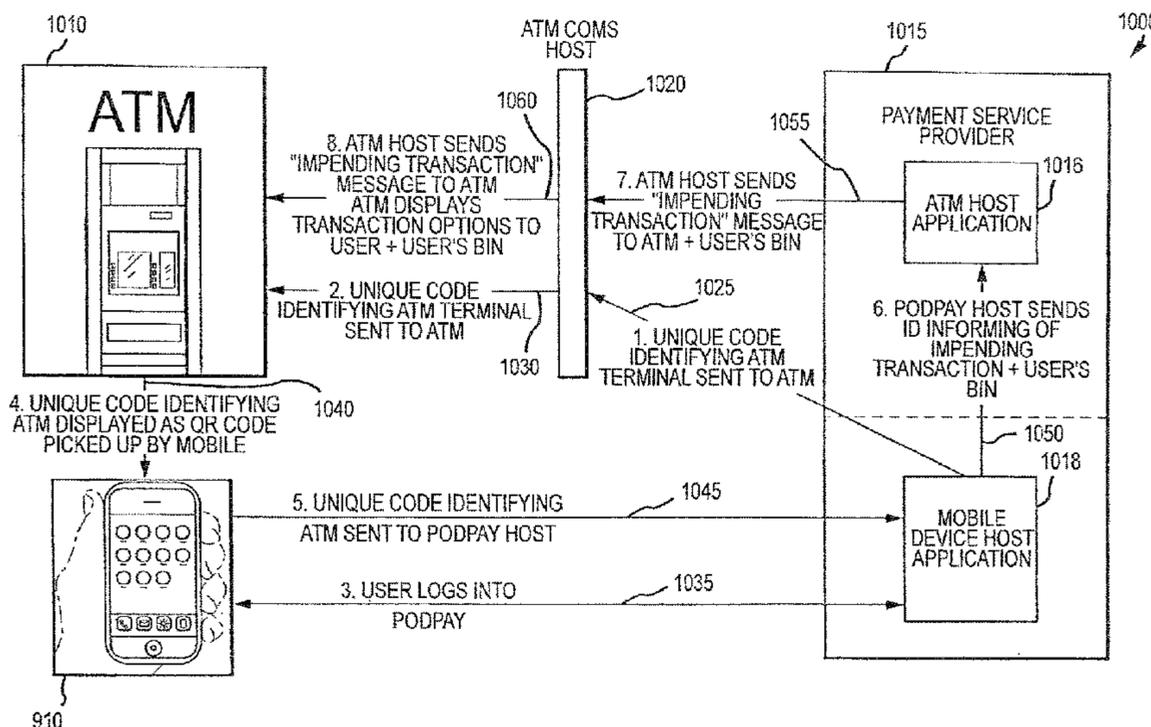 1010
ATM COMS
HOST
1015
1000
ATM
1060
1020
8. ATM HOST SENDS
"IMPENDING TRANSACTION"
MESSAGE TO ATM
ATM DISPLAYS
TRANSACTION OPTIONS TO
USER + USER'S BIN
7. ATM HOST SENDS
"IMPENDING
TRANSACTION" MESSAGE
TO ATM + USER'S BIN
1055
PAYMENT SERVICE
PROVIDER
1016
ATM HOST
APPLICATION
2. UNIQUE CODE
IDENTIFYING ATM TERMINAL
SENT TO ATM
1030
1025
1. UNIQUE CODE
IDENTIFYING ATM
TERMINAL SENT TO ATM
6. PODPAY HOST SENDS
ID INFORMING OF
IMPENDING
TRANSACTION + USER'S
BIN
1040
4. UNIQUE CODE IDENTIFYING
ATM DISPLAYED AS QR CODE
PICKED UP BY MOBILE
1050
1018
5. UNIQUE CODE IDENTIFYING
ATM SENT TO PODPAY HOST
1045
MOBILE
DEVICE HOST
APPLICATION
3. USER LOGS INTO
PODPAY
1035
910